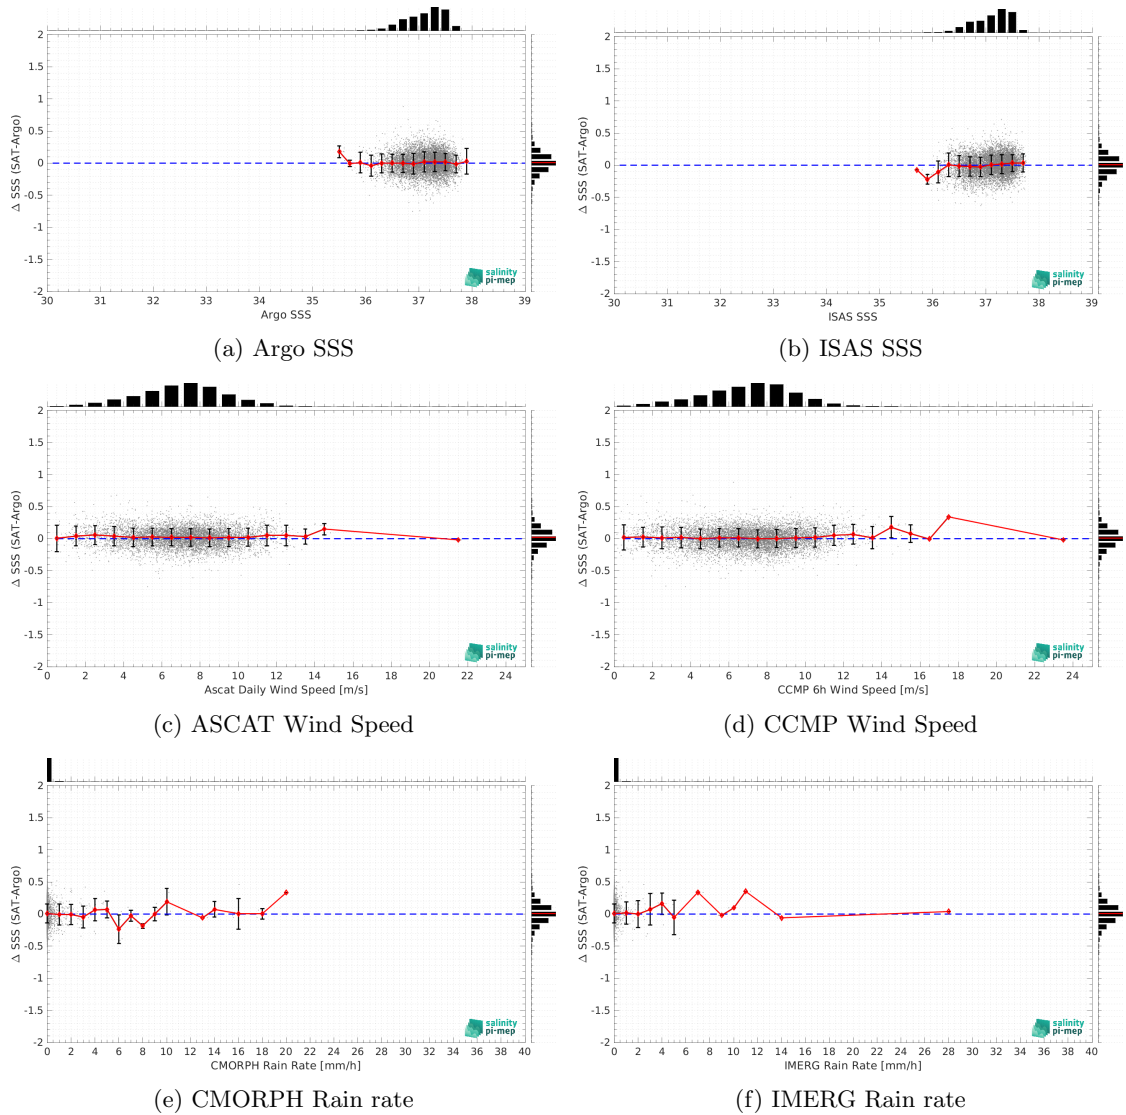 2
1.5
1
0.5
0
-0.5
-1
-1.5
-2
Δ SSS (SAT-Argo)
30 31 32 33 34 35 36 37 38 39
Argo SSS
salinity
pi-mep
(a) Argo SSS
2
1.5
1
0.5
0
-0.5
-1
-1.5
-2
Δ SSS (SAT-Argo)
30 31 32 33 34 35 36 37 38 39
ISAS SSS
salinity
pi-mep
(b) ISAS SSS
2
1.5
1
0.5
0
-0.5
-1
-1.5
-2
Δ SSS (SAT-Argo)
0 2 4 6 8 10 12 14 16 18 20 22 24
Ascat Daily Wind Speed [m/s]
salinity
pi-mep
(c) ASCAT Wind Speed
2
1.5
1
0.5
0
-0.5
-1
-1.5
-2
Δ SSS (SAT-Argo)
0 2 4 6 8 10 12 14 16 18 20 22 24
CCMP 6h Wind Speed [m/s]
salinity
pi-mep
(d) CCMP Wind Speed
2
1.5
1
0.5
0
-0.5
-1
-1.5
-2
Δ SSS (SAT-Argo)
0 2 4 6 8 10 12 14 16 18 20 22 24 26 28 30 32 34 36 38 40
CMORPH Rain Rate [mm/h]
salinity
pi-mep
(e) CMORPH Rain rate
2
1.5
1
0.5
0
-0.5
-1
-1.5
-2
Δ SSS (SAT-Argo)
0 2 4 6 8 10 12 14 16 18 20 22 24 26 28 30 32 34 36 38 40
IMERG Rain Rate [mm/h]
salinity
pi-mep
(f) IMERG Rain rate